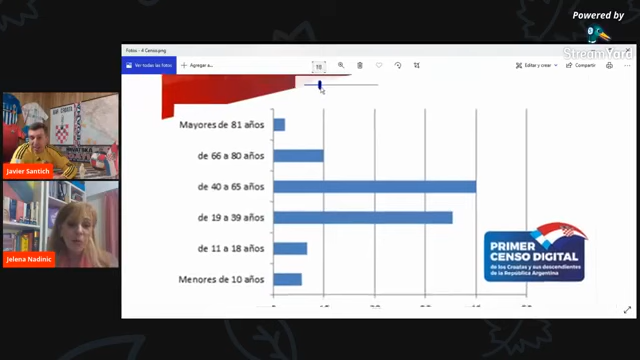 Powered by
StreamYard
Fotos - 4 Censo.png
Ver todas las fotos
Agregar a...
Editar y crear
Compartir
Mayores de 81 años
de 66 a 80 años
de 40 a 65 años
de 19 a 39 años
de 11 a 18 años
Menores de 10 años
PRIMER
CENSO DIGITAL
de los Croatas y sus descendientes
de la República Argentina
HRVATSKA
Javier Santich
Jelena Nadinic